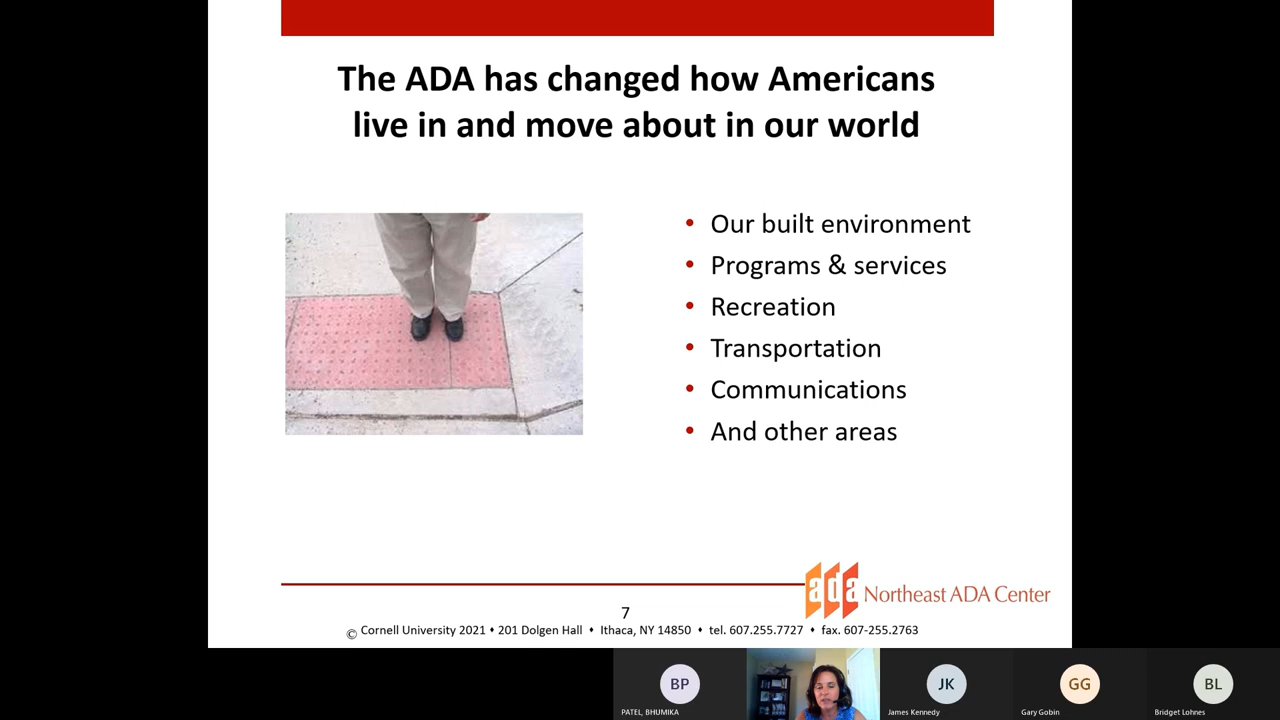 The ADA has changed how Americans
live in and move about in our world
• Our built environment
• Programs & services
• Recreation
• Transportation
• Communications
• And other areas
ada Northeast ADA Center
7
© Cornell University 2021 • 201 Dolgen Hall • Ithaca, NY 14850 • tel. 607.255.7727 • fax. 607-255.2763
BP
JK
GG
BL
PATEL, BHUMIKA
James Kennedy
Gary Gobin
Bridget Lohnes